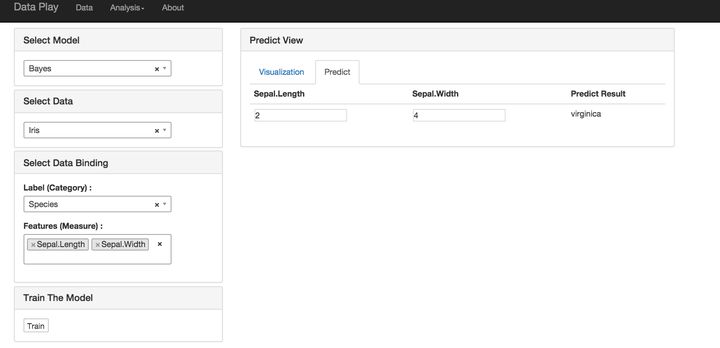 Data Play Data Analysis About
Select Model
Bayes
Select Data
Iris
Select Data Binding
Label (Category) :
Species
Features (Measure) :
×Sepal.Length ×Sepal.Width
Train The Model
Train
Predict View
Visualization Predict
Sepal.Length Sepal.Width Predict Result
2 4 virginica